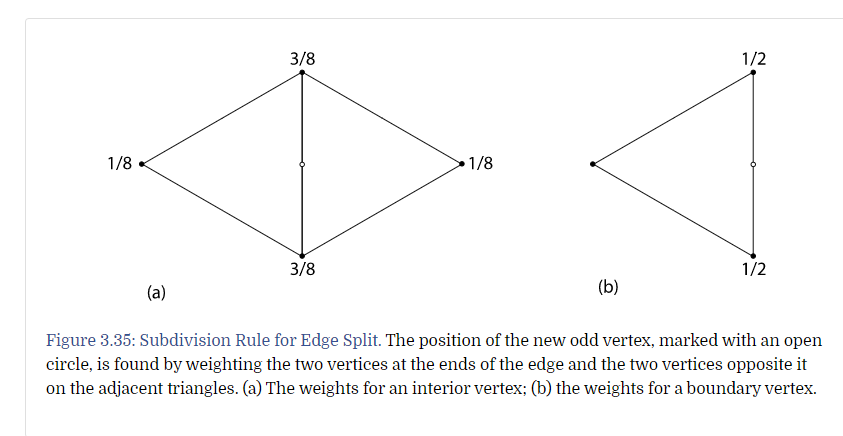 3/8
1/2
1/8
1/8
3/8
1/2
(a)
(b)
Figure 3.35: Subdivision Rule for Edge Split. The position of the new odd vertex, marked with an open
circle, is found by weighting the two vertices at the ends of the edge and the two vertices opposite it
on the adjacent triangles. (a) The weights for an interior vertex; (b) the weights for a boundary vertex.